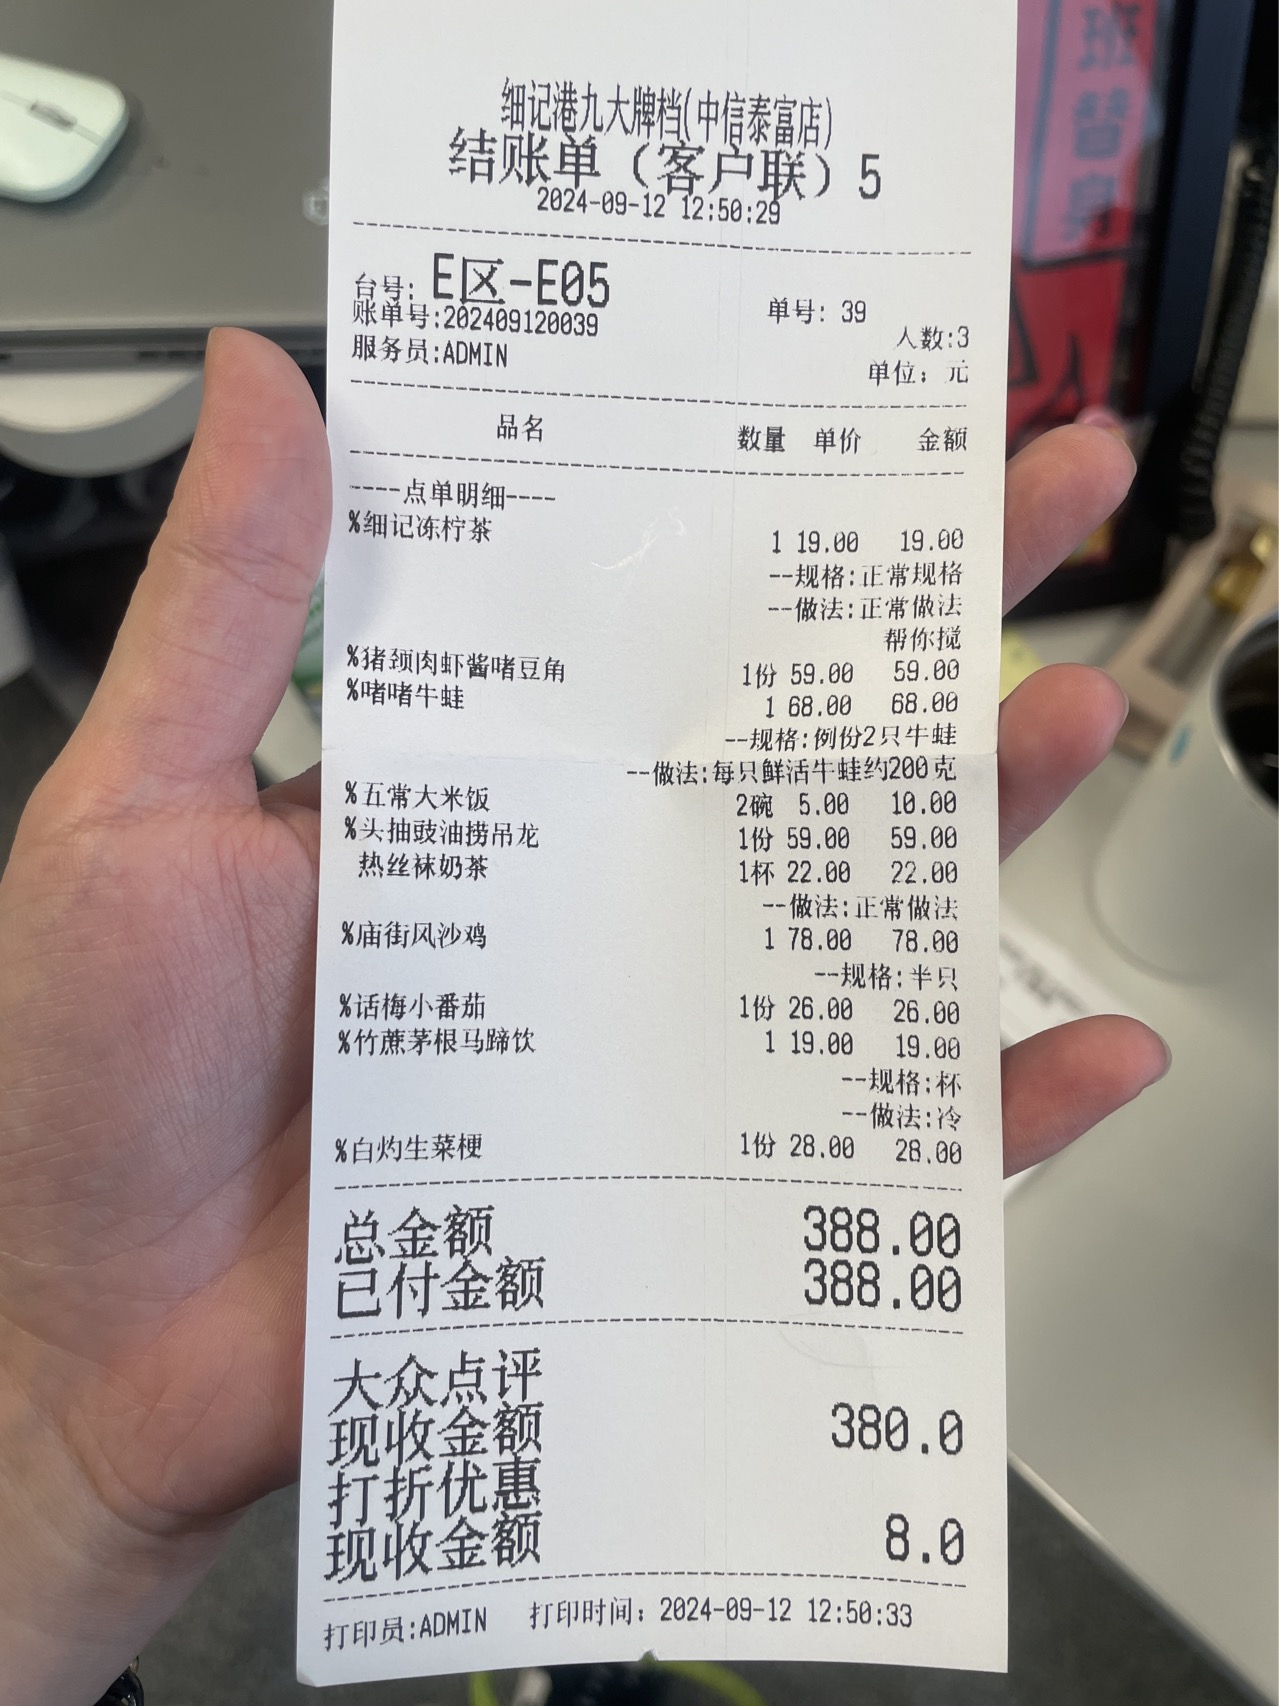 细记港九大牌档(中信泰富店)
结账单（客户联）5
2024-09-12 12:50:29
台号: E区-E05 单号: 39
账单号:202409120039 人数:3
服务员:ADMIN 单位: 元
品名 数量 单价 金额
----点单明细----
%细记冻柠茶 1 19.00 19.00
--规格:正常规格
--做法:正常做法
帮你搅
%猪颈肉虾酱啫豆角 1份 59.00 59.00
%啫啫牛蛙 1 68.00 68.00
--规格:例份2只牛蛙
--做法:每只鲜活牛蛙约200克
%五常大米饭 2碗 5.00 10.00
%头抽豉油捞吊龙 1份 59.00 59.00
热丝袜奶茶 1杯 22.00 22.00
--做法:正常做法
%庙街风沙鸡 1 78.00 78.00
--规格:半只
%话梅小番茄 1份 26.00 26.00
%竹蔗茅根马蹄饮 1 19.00 19.00
--规格:杯
--做法:冷
%白灼生菜梗 1份 28.00 28.00
总金额 388.00
已付金额 388.00
大众点评
现收金额 380.0
打折优惠
现收金额 8.0
打印员:ADMIN 打印时间: 2024-09-12 12:50:33
班替身